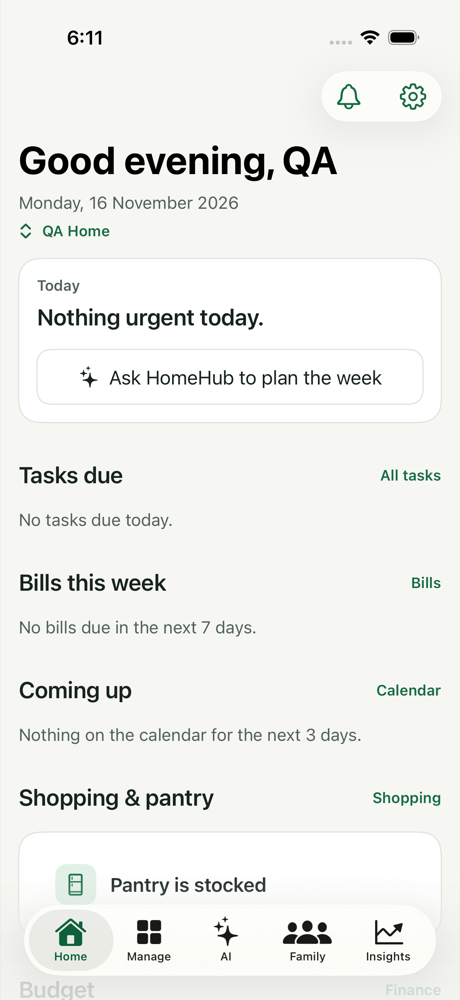 6:11
Good evening, QA
Monday, 16 November 2026
QA Home
Today
Nothing urgent today.
Ask HomeHub to plan the week
Tasks due
All tasks
No tasks due today.
Bills this week
Bills
No bills due in the next 7 days.
Coming up
Calendar
Nothing on the calendar for the next 3 days.
Shopping & pantry
Shopping
Pantry is stocked
Home
Manage
AI
Family
Insights
Budget
Finance